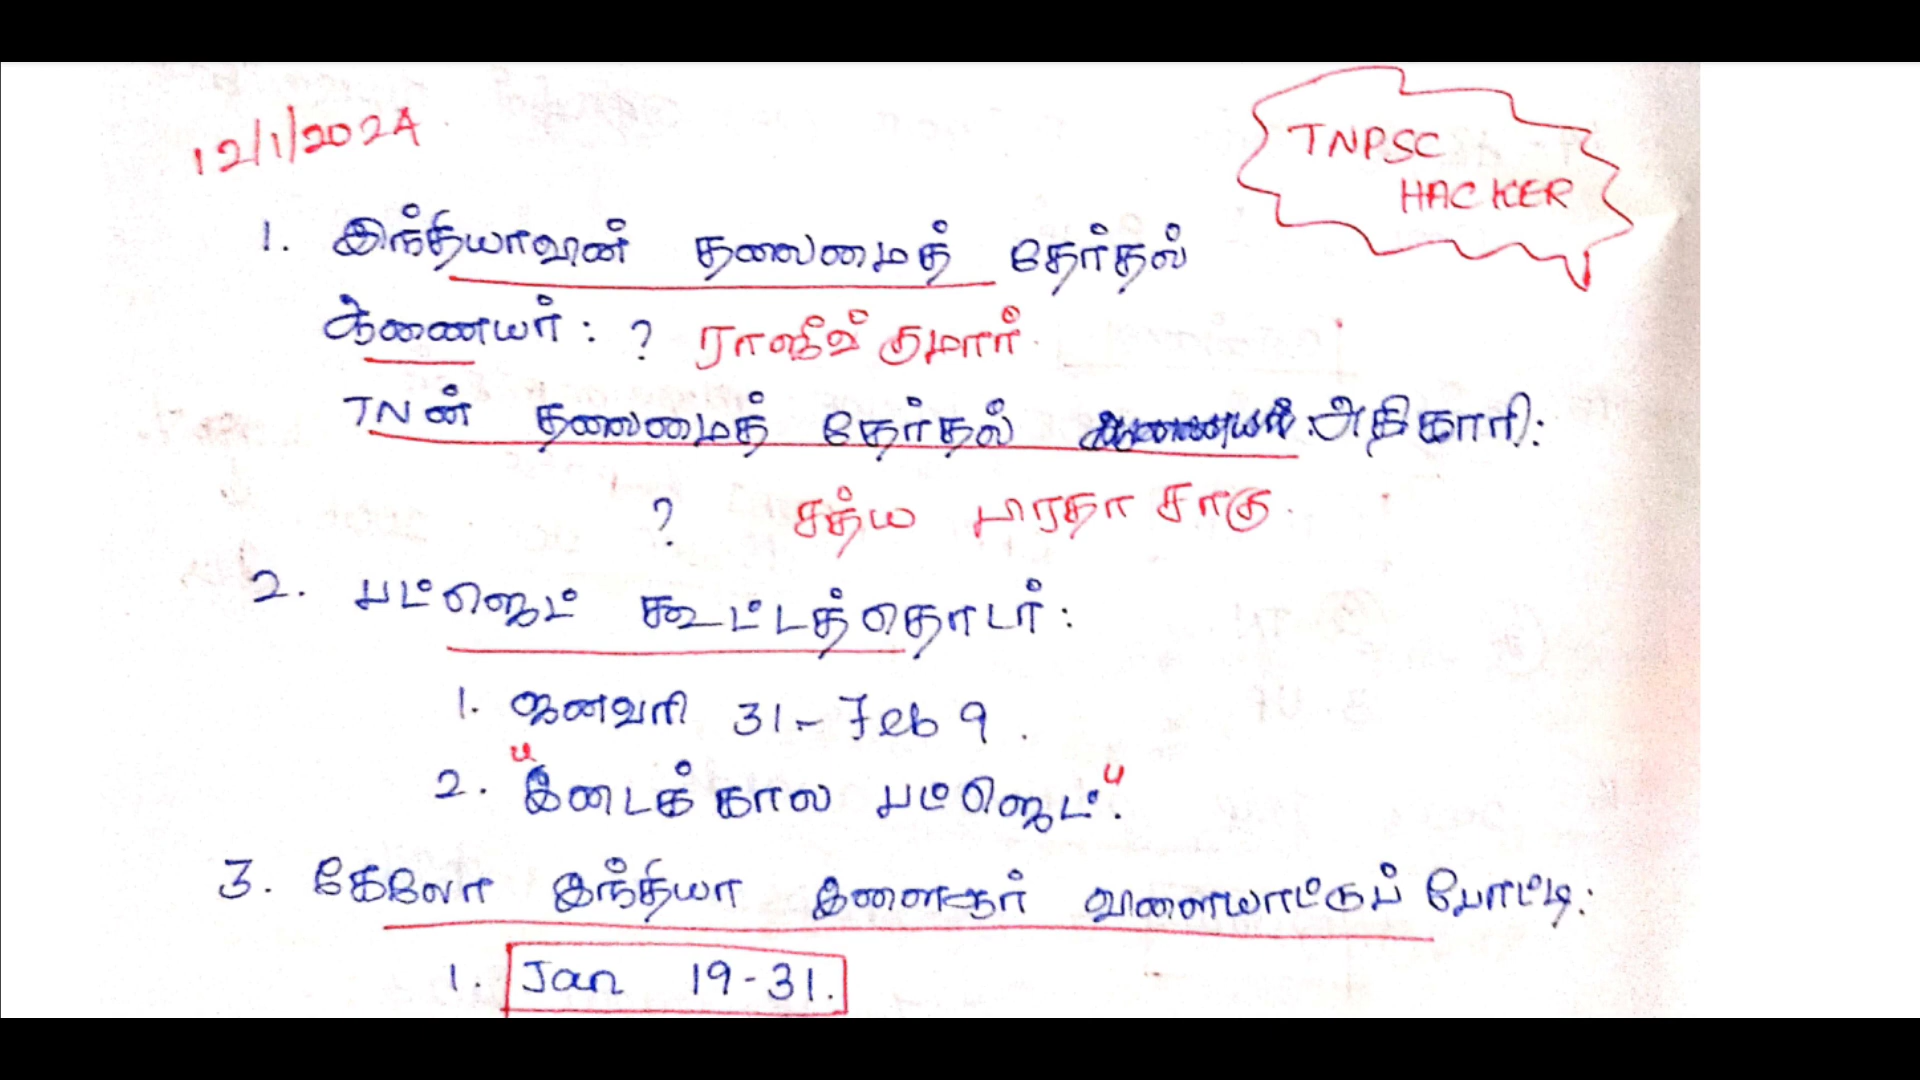 12/1/2024
TNPSC
HACKER
1. இந்தியாவின் தலைமைத் தேர்தல்
ஆணையர் : ? ராஜீவ் குமார்.
TNன் தலைமைத் தேர்தல் அதிகாரி:
? சத்ய பிரதா சாகு.
2. பட்ஜெட் கூட்டத்தொடர் :
1. ஜனவரி 31 - Feb 9 .
2. "இடைக்கால பட்ஜெட்".
3. கேலோ இந்தியா இளைஞர் விளையாட்டுப் போட்டி:
1. Jan 19-31.